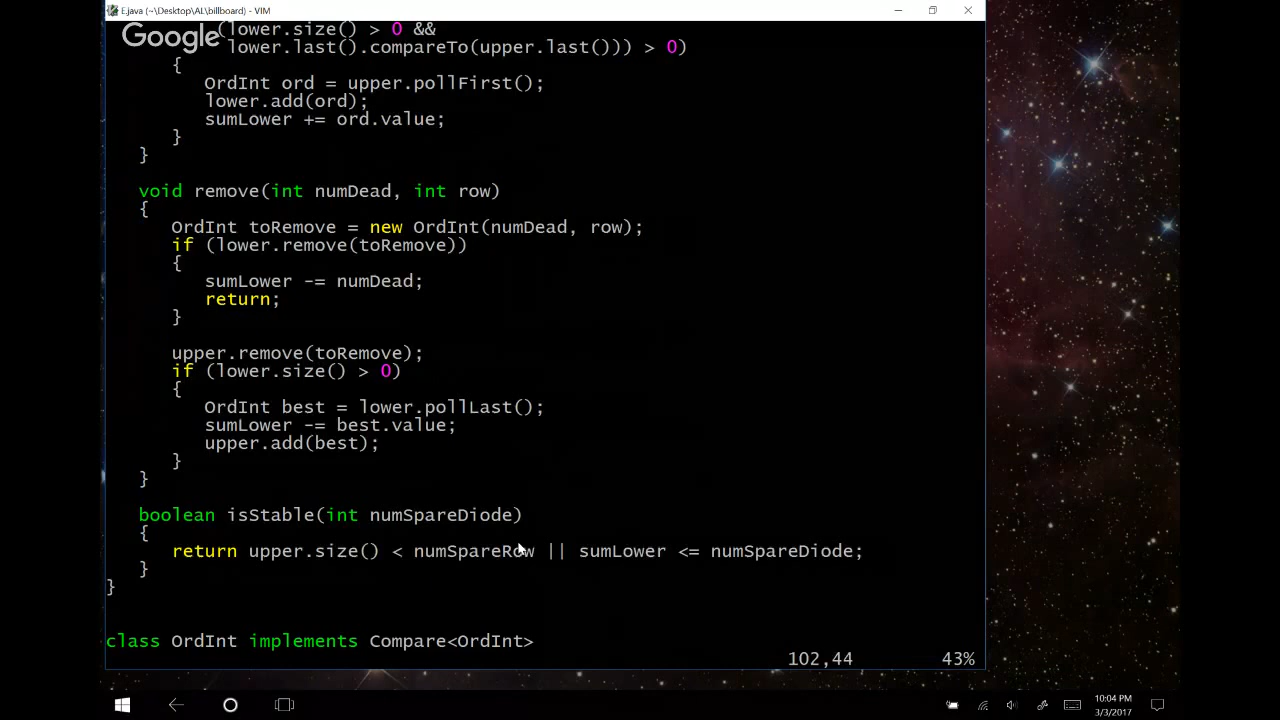 E.java (~\Desktop\AL\billboard) - VIM
Google
(lower.size() > 0 &&
lower.last().compareTo(upper.last())) > 0)
{
OrdInt ord = upper.pollFirst();
lower.add(ord);
sumLower += ord.value;
}
}
void remove(int numDead, int row)
{
OrdInt toRemove = new OrdInt(numDead, row);
if (lower.remove(toRemove))
{
sumLower -= numDead;
return;
}
upper.remove(toRemove);
if (lower.size() > 0)
{
OrdInt best = lower.pollLast();
sumLower -= best.value;
upper.add(best);
}
}
boolean isStable(int numSpareDiode)
{
return upper.size() < numSpareRow || sumLower <= numSpareDiode;
}
}
class OrdInt implements Compare<OrdInt>
102,44 43%
10:04 PM
3/3/2017